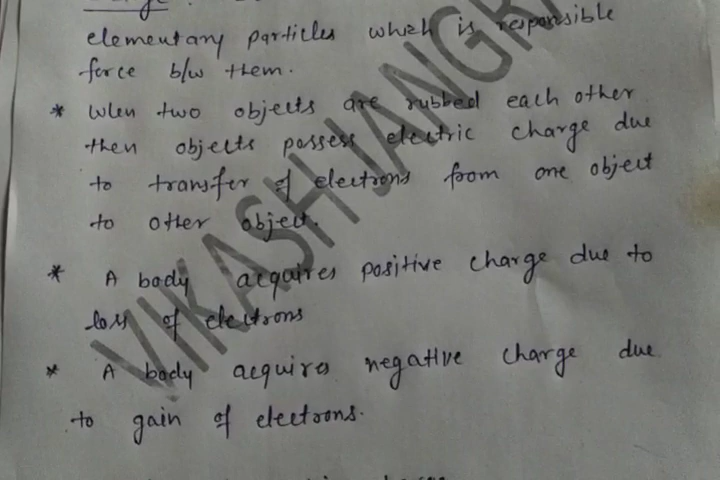 elementary particles which is responsible
force b/w them.
* When two objects are rubbed each other
then objects possess electric charge due
to transfer of electrons from one object
to other object.
* A body acquires positive charge due to
loss of electrons
* A body acquires negative charge due
to gain of electrons.
VIKASH JANGR